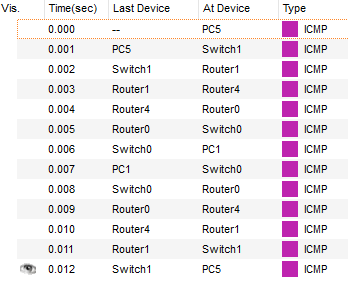 Vis. Time(sec) Last Device At Device Type
0.000 -- PC5 ICMP
0.001 PC5 Switch1 ICMP
0.002 Switch1 Router1 ICMP
0.003 Router1 Router4 ICMP
0.004 Router4 Router0 ICMP
0.005 Router0 Switch0 ICMP
0.006 Switch0 PC1 ICMP
0.007 PC1 Switch0 ICMP
0.008 Switch0 Router0 ICMP
0.009 Router0 Router4 ICMP
0.010 Router4 Router1 ICMP
0.011 Router1 Switch1 ICMP
0.012 Switch1 PC5 ICMP